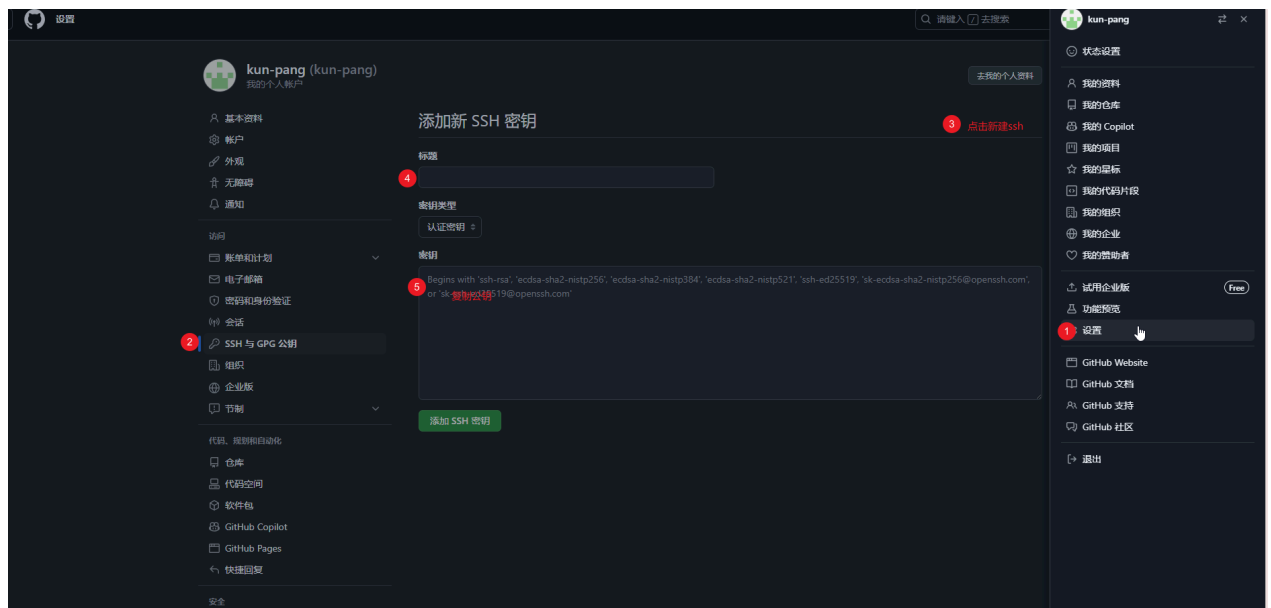 设置
请键入 / 去搜索
kun-pang
kun-pang (kun-pang)
我的个人帐户
去我的个人资料
基本资料
帐户
外观
无障碍
通知
访问
账单和计划
电子邮箱
密码和身份验证
会话
2
SSH 与 GPG 公钥
组织
企业版
节制
代码、规划和自动化
仓库
代码空间
软件包
GitHub Copilot
GitHub Pages
快捷回复
安全
添加新 SSH 密钥
3 点击新建ssh
标题
4
密钥类型
认证密钥
密钥
Begins with 'ssh-rsa', 'ecdsa-sha2-nistp256', 'ecdsa-sha2-nistp384', 'ecdsa-sha2-nistp521', 'ssh-ed25519', 'sk-ecdsa-sha2-nistp256@openssh.com',
or 'sk-ssh-ed25519@openssh.com'
5
复制公钥
添加 SSH 密钥
状态设置
我的资料
我的仓库
我的 Copilot
我的项目
我的星标
我的代码片段
我的组织
我的企业
我的赞助者
试用企业版 Free
功能预览
1 设置
GitHub Website
GitHub 文档
GitHub 支持
GitHub 社区
退出